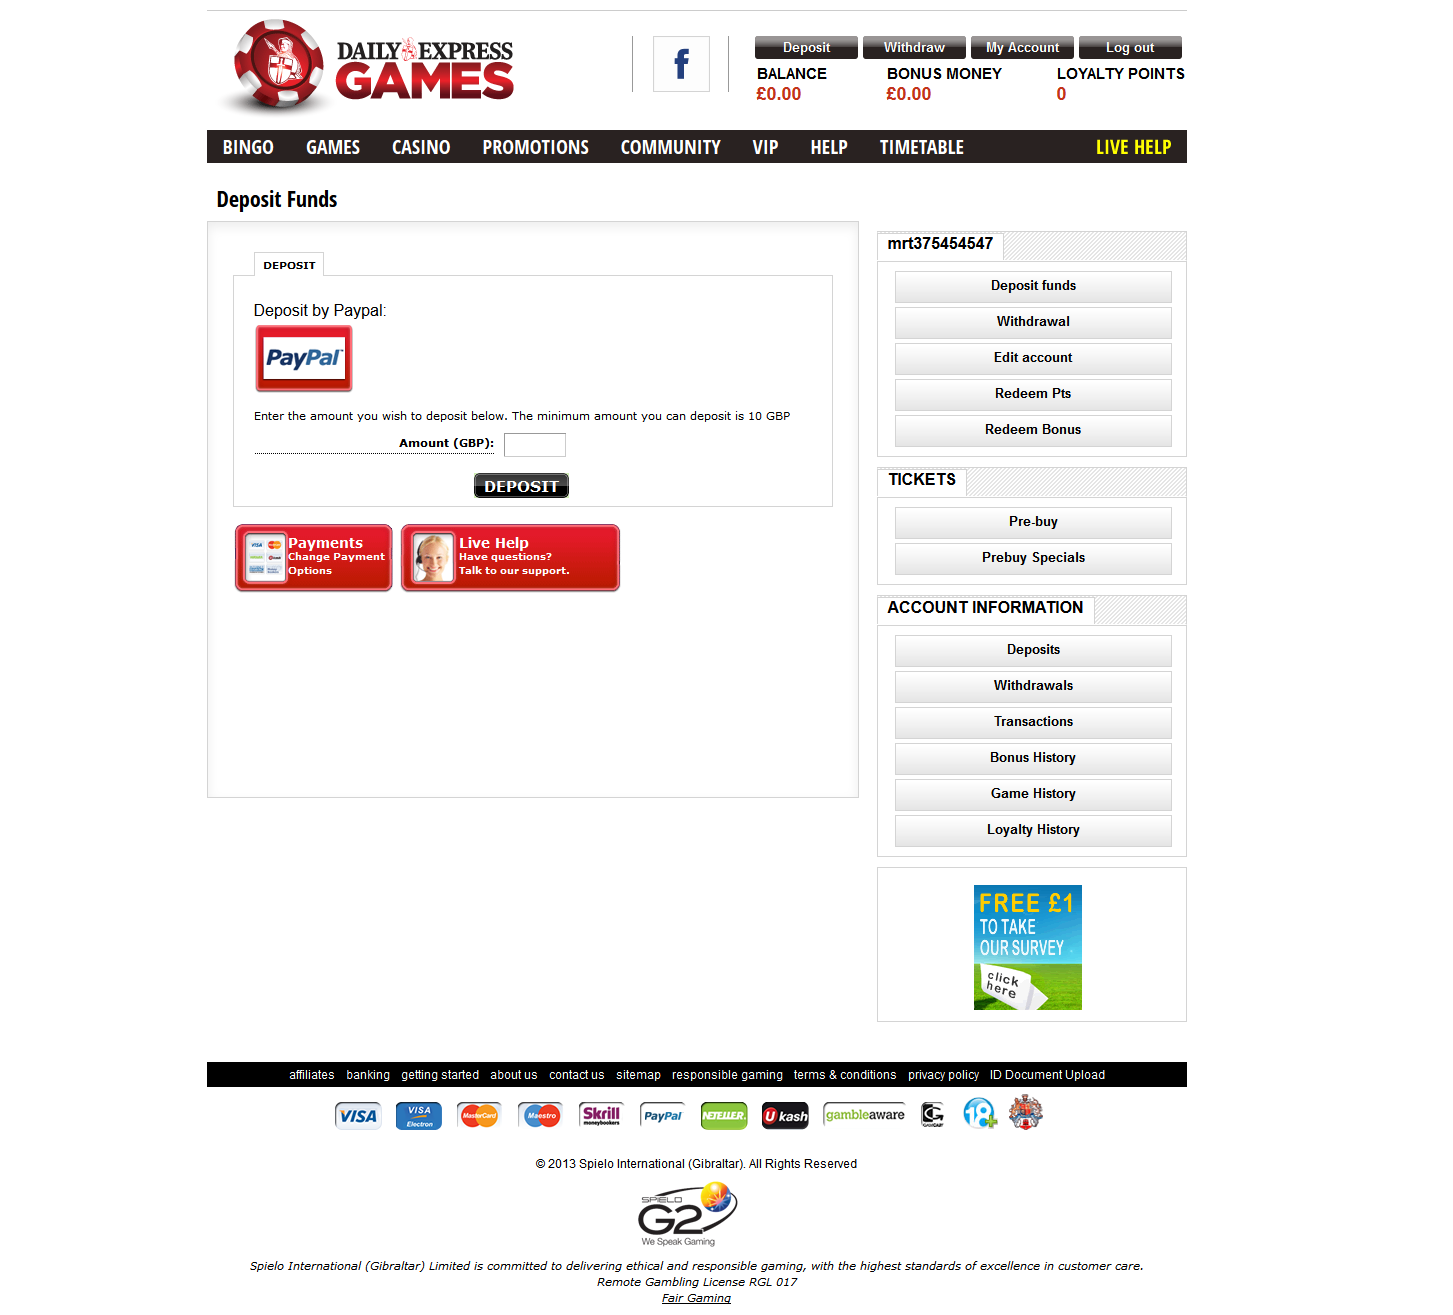 DAILY EXPRESS
GAMES
f
Deposit
Withdraw
My Account
Log out
BALANCE
BONUS MONEY
LOYALTY POINTS
£0.00
£0.00
0
BINGO
GAMES
CASINO
PROMOTIONS
COMMUNITY
VIP
HELP
TIMETABLE
LIVE HELP
Deposit Funds
DEPOSIT
Deposit by Paypal:
PayPal
Enter the amount you wish to deposit below. The minimum amount you can deposit is 10 GBP
Amount (GBP):
DEPOSIT
Payments
Change Payment
Options
Live Help
Have questions?
Talk to our support.
mrt375454547
Deposit funds
Withdrawal
Edit account
Redeem Pts
Redeem Bonus
TICKETS
Pre-buy
Prebuy Specials
ACCOUNT INFORMATION
Deposits
Withdrawals
Transactions
Bonus History
Game History
Loyalty History
FREE £1
TO TAKE
OUR SURVEY
click
here
affiliates banking getting started about us contact us sitemap responsible gaming terms & conditions privacy policy ID Document Upload
VISA
VISA
Electron
MasterCard
Maestro
Skrill
moneybookers
PayPal
NETELLER
Ukash
gambleaware
18+
© 2013 Spielo International (Gibraltar). All Rights Reserved
SPIELO
G2
We Speak Gaming
Spielo International (Gibraltar) Limited is committed to delivering ethical and responsible gaming, with the highest standards of excellence in customer care.
Remote Gambling License RGL 017
Fair Gaming